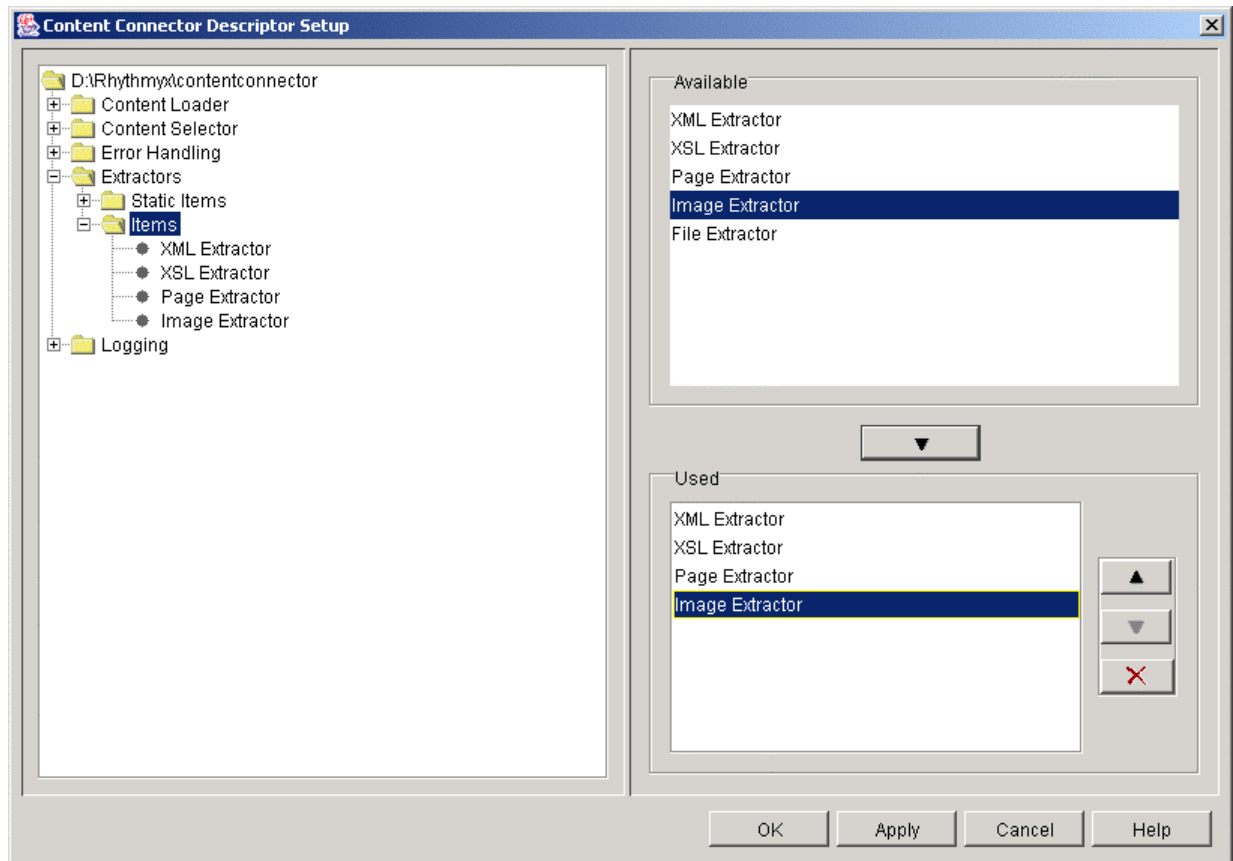 Content Connector Descriptor Setup
D:\Rhythmyx\contentconnector
Content Loader
Content Selector
Error Handling
Extractors
Static Items
Items
XML Extractor
XSL Extractor
Page Extractor
Image Extractor
Logging
Available
XML Extractor
XSL Extractor
Page Extractor
Image Extractor
File Extractor
Used
XML Extractor
XSL Extractor
Page Extractor
Image Extractor
OK
Apply
Cancel
Help